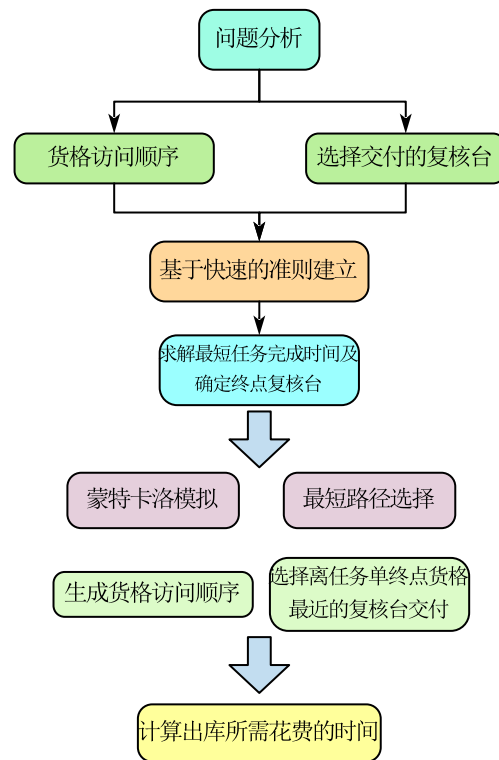 问题分析
货格访问顺序
选择交付的复核台
基于快速的准则建立
求解最短任务完成时间及
确定终点复核台
蒙特卡洛模拟
最短路径选择
生成货格访问顺序
选择离任务单终点货格
最近的复核台交付
计算出库所需花费的时间